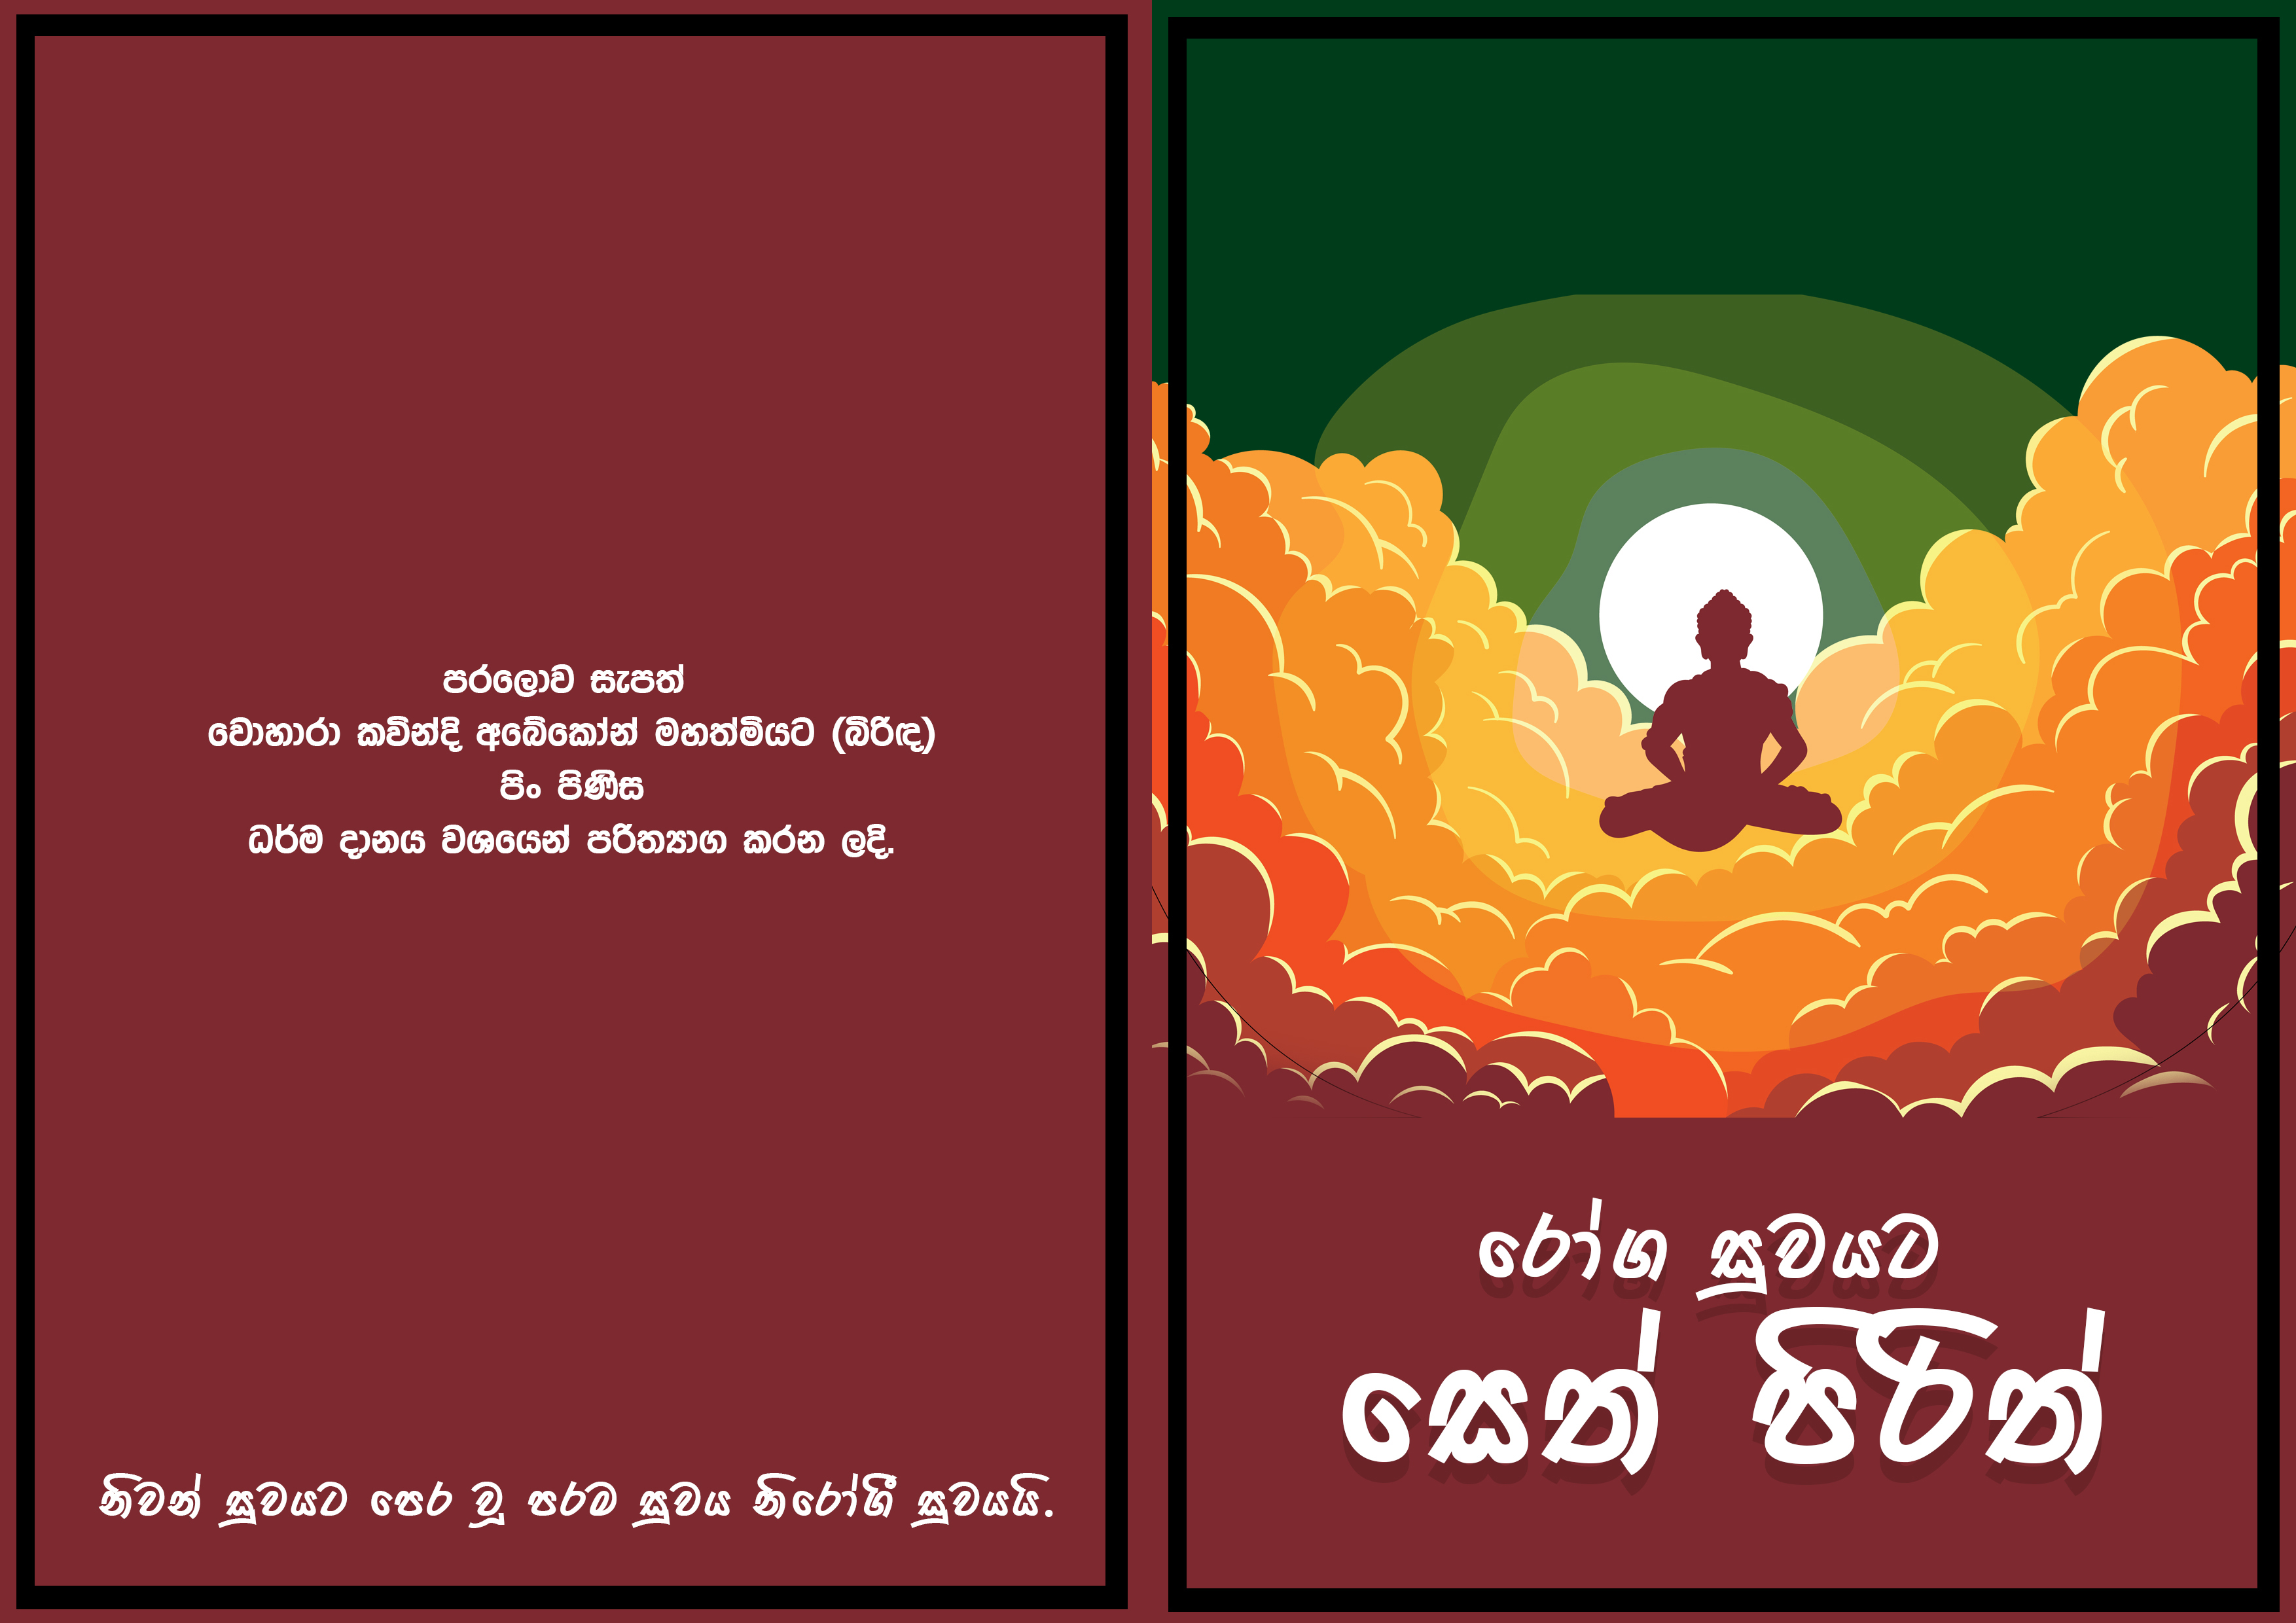 පරලොව සැපත්
වොහාරා කවින්දි අබේකෝන් මහත්මියට (බිරිඳ)
පිං පිණිස
ධර්ම දානය වශයෙන් පරිත්‍යාග කරන ලදි.
නිවන් සුවයට පෙර වූ පරම සුවය නිරෝගී සුවයයි.
රෝග සුවයට
සෙත් පිරිත්